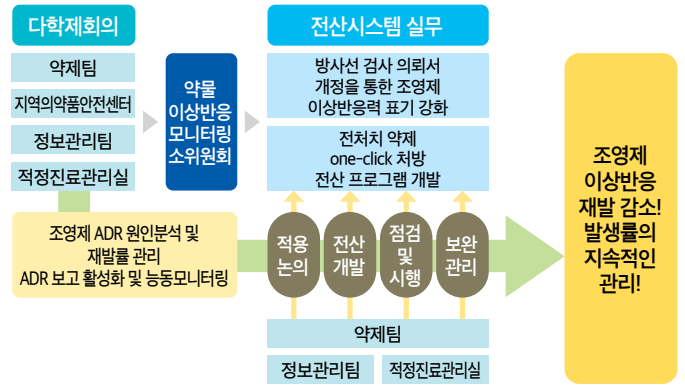 다학제회의
약제팀
지역의약품안전센터
정보관리팀
적정진료관리실
약물
이상반응
모니터링
소위원회
전산시스템 실무
방사선 검사 의뢰서
개정을 통한 조영제
이상반응력 표기 강화
전처치 약제
one-click 처방
전산 프로그램 개발
조영제 ADR 원인분석 및
재발률 관리
ADR 보고 활성화 및 능동모니터링
적용
논의
전산
개발
점검
및
시행
보완
관리
약제팀
정보관리팀
적정진료관리실
조영제
이상반응
재발 감소!
발생률의
지속적인
관리!